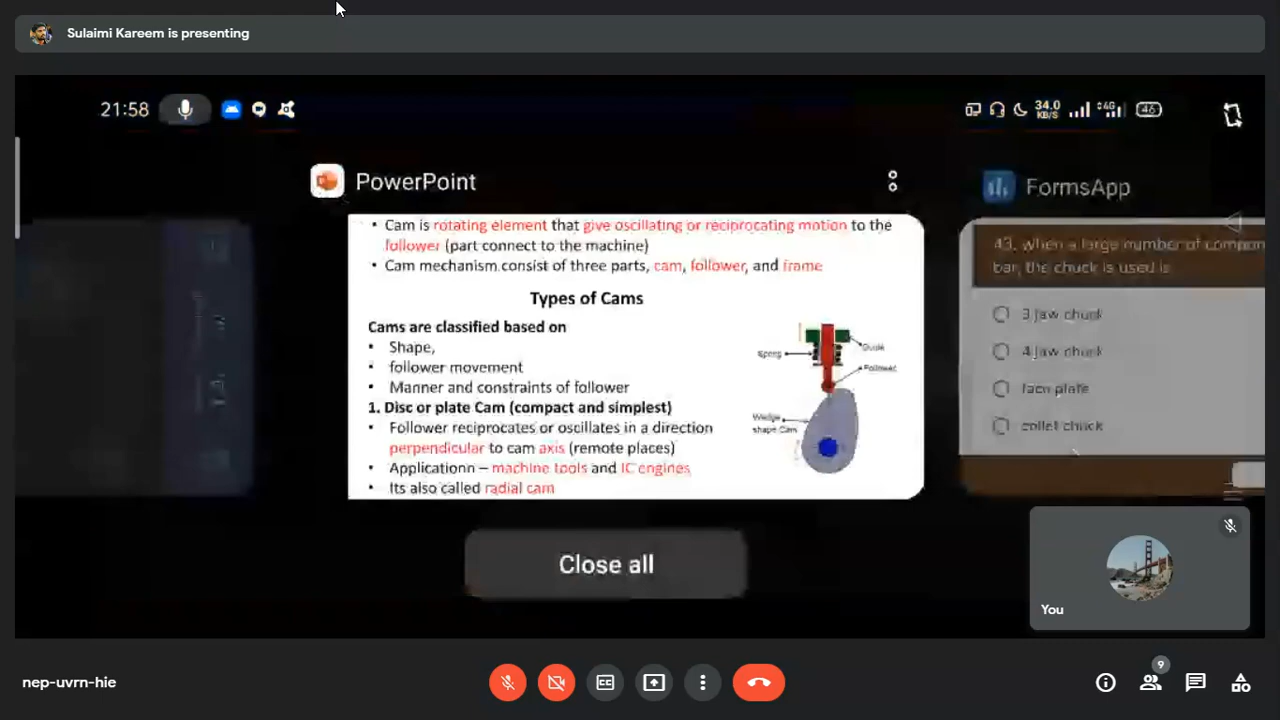 Sulaimi Kareem is presenting
21:58
34.0
KB/S
4G
46
PowerPoint
• Cam is rotating element that give oscillating or reciprocating motion to the
follower (part connect to the machine)
• Cam mechanism consist of three parts, cam, follower, and frame
Types of Cams
Cams are classified based on
• Shape,
• follower movement
• Manner and constraints of follower
1. Disc or plate Cam (compact and simplest)
• Follower reciprocates or oscillates in a direction
perpendicular to cam axis (remote places)
• Applicationn – machine tools and IC engines
• Its also called radial cam
Spring
Guide
Follower
Wedge
shape Cam
FormsApp
43. when a large number of
bar, the chuck is used is
3 jaw chuck
4 jaw chuck
face plate
collet chuck
Close all
You
nep-uvrn-hie
9